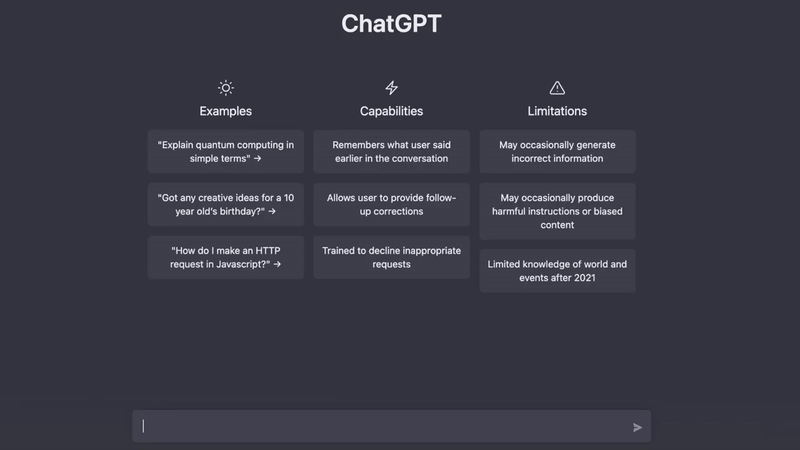 ChatGPT
Examples
"Explain quantum computing in
simple terms" →
"Got any creative ideas for a 10
year old's birthday?" →
"How do I make an HTTP
request in Javascript?" →
Capabilities
Remembers what user said
earlier in the conversation
Allows user to provide follow-
up corrections
Trained to decline inappropriate
requests
Limitations
May occasionally generate
incorrect information
May occasionally produce
harmful instructions or biased
content
Limited knowledge of world and
events after 2021